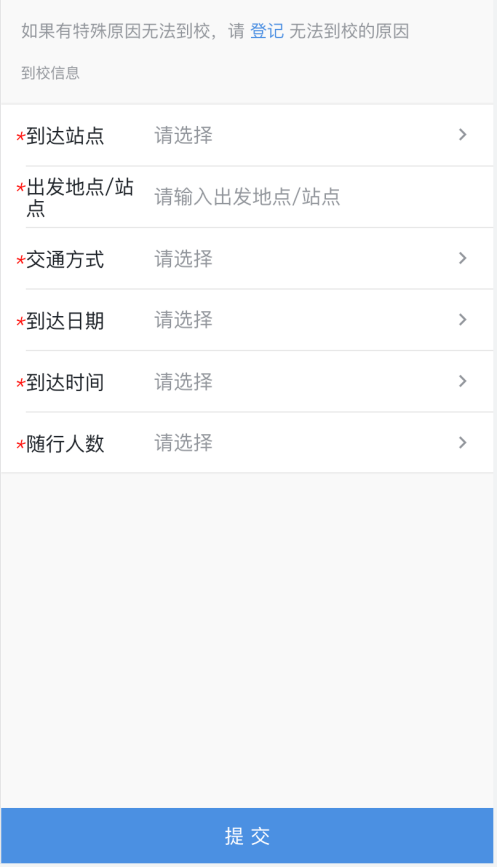 如果有特殊原因无法到校，请 登记 无法到校的原因
到校信息
*到达站点 请选择
*出发地点/站
点 请输入出发地点/站点
*交通方式 请选择
*到达日期 请选择
*到达时间 请选择
*随行人数 请选择
提 交